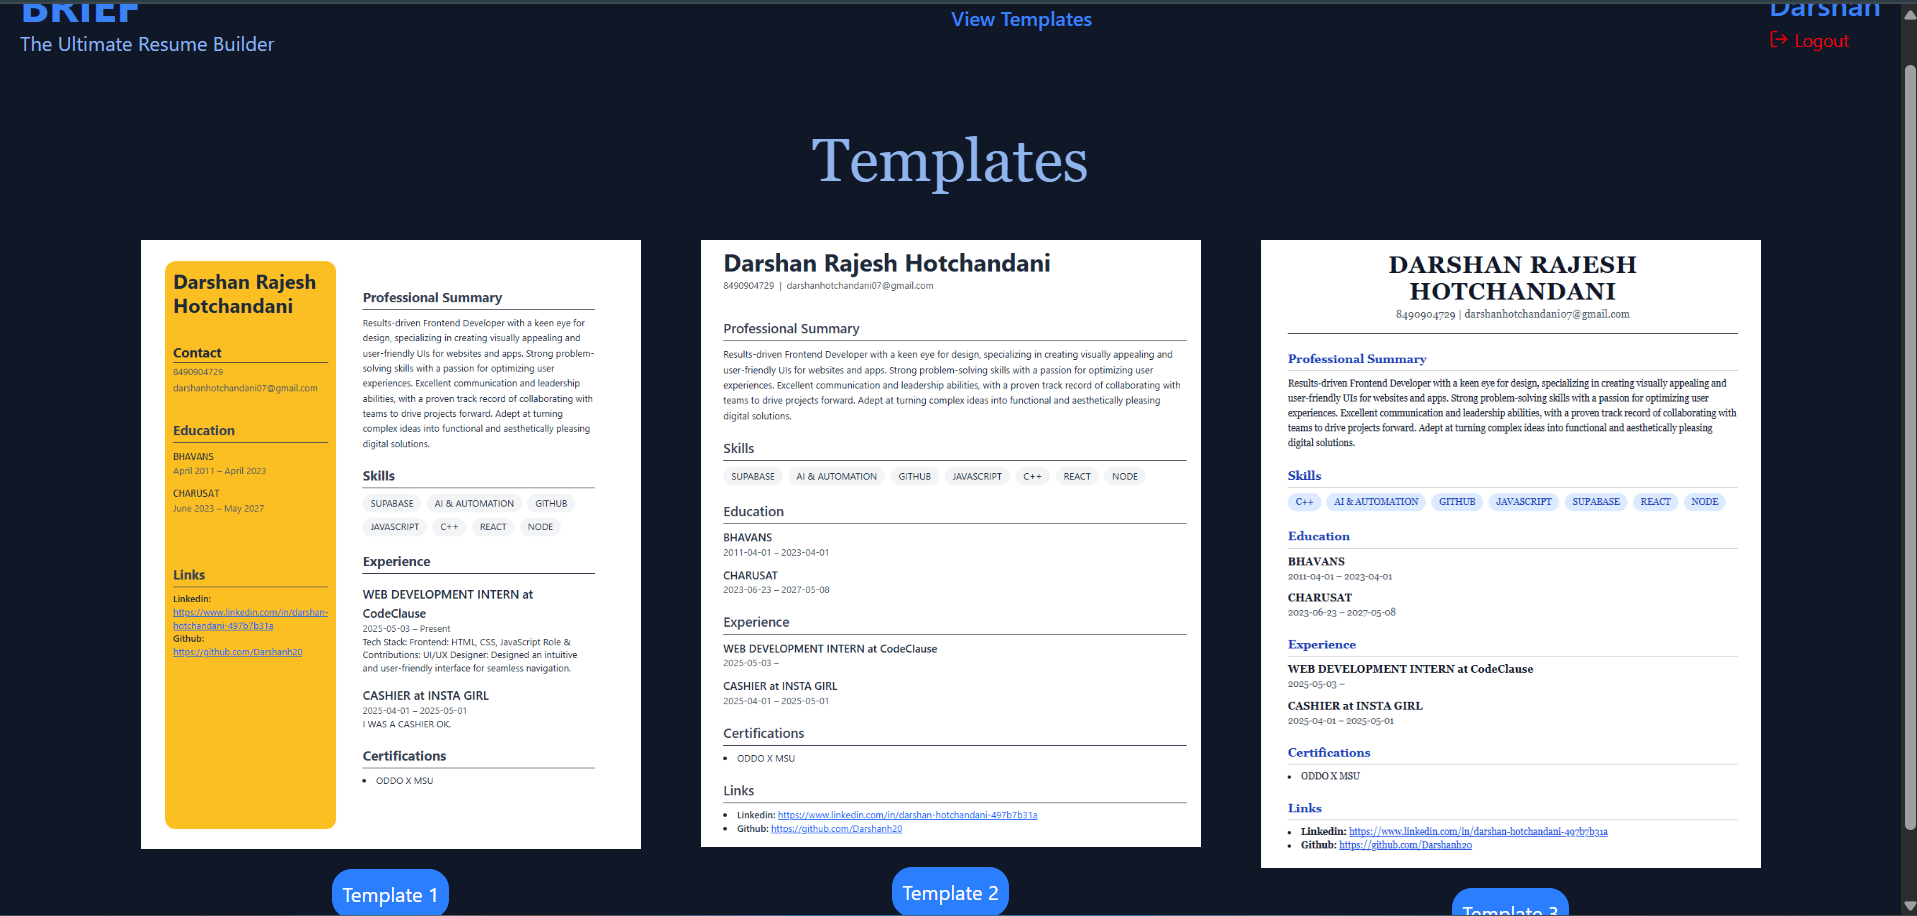 BRIEF
The Ultimate Resume Builder
View Templates
Darshan
Logout
Templates
Darshan Rajesh
Hotchandani
Contact
8490904729
darshanhotchandani07@gmail.com
Education
BHAVANS
April 2011 – April 2023
CHARUSAT
June 2023 – May 2027
Links
Linkedin:
https://www.linkedin.com/in/darshan-
hotchandani-497b7b31a
Github:
https://github.com/Darshanh20
Professional Summary
Results-driven Frontend Developer with a keen eye for
design, specializing in creating visually appealing and
user-friendly UIs for websites and apps. Strong problem-
solving skills with a passion for optimizing user
experiences. Excellent communication and leadership
abilities, with a proven track record of collaborating with
teams to drive projects forward. Adept at turning
complex ideas into functional and aesthetically pleasing
digital solutions.
Skills
SUPABASE AI & AUTOMATION GITHUB
JAVASCRIPT C++ REACT NODE
Experience
WEB DEVELOPMENT INTERN at
CodeClause
2025-05-03 – Present
Tech Stack: Frontend: HTML, CSS, JavaScript Role &
Contributions: UI/UX Designer: Designed an intuitive
and user-friendly interface for seamless navigation.
CASHIER at INSTA GIRL
2025-04-01 – 2025-05-01
I WAS A CASHIER OK.
Certifications
• ODDO X MSU
Template 1
Darshan Rajesh Hotchandani
8490904729 | darshanhotchandani07@gmail.com
Professional Summary
Results-driven Frontend Developer with a keen eye for design, specializing in creating visually appealing and
user-friendly UIs for websites and apps. Strong problem-solving skills with a passion for optimizing user
experiences. Excellent communication and leadership abilities, with a proven track record of collaborating with
teams to drive projects forward. Adept at turning complex ideas into functional and aesthetically pleasing
digital solutions.
Skills
SUPABASE AI & AUTOMATION GITHUB JAVASCRIPT C++ REACT NODE
Education
BHAVANS
2011-04-01 – 2023-04-01
CHARUSAT
2023-06-23 – 2027-05-08
Experience
WEB DEVELOPMENT INTERN at CodeClause
2025-05-03 –
CASHIER at INSTA GIRL
2025-04-01 – 2025-05-01
Certifications
• ODDO X MSU
Links
• Linkedin: https://www.linkedin.com/in/darshan-hotchandani-497b7b31a
• Github: https://github.com/Darshanh20
Template 2
DARSHAN RAJESH
HOTCHANDANI
8490904729 | darshanhotchandani07@gmail.com
Professional Summary
Results-driven Frontend Developer with a keen eye for design, specializing in creating visually appealing and
user-friendly UIs for websites and apps. Strong problem-solving skills with a passion for optimizing user
experiences. Excellent communication and leadership abilities, with a proven track record of collaborating with
teams to drive projects forward. Adept at turning complex ideas into functional and aesthetically pleasing
digital solutions.
Skills
C++ AI & AUTOMATION GITHUB JAVASCRIPT SUPABASE REACT NODE
Education
BHAVANS
2011-04-01 – 2023-04-01
CHARUSAT
2023-06-23 – 2027-05-08
Experience
WEB DEVELOPMENT INTERN at CodeClause
2025-05-03 –
CASHIER at INSTA GIRL
2025-04-01 – 2025-05-01
Certifications
• ODDO X MSU
Links
• Linkedin: https://www.linkedin.com/in/darshan-hotchandani-497b7b31a
• Github: https://github.com/Darshanh20
Template 3